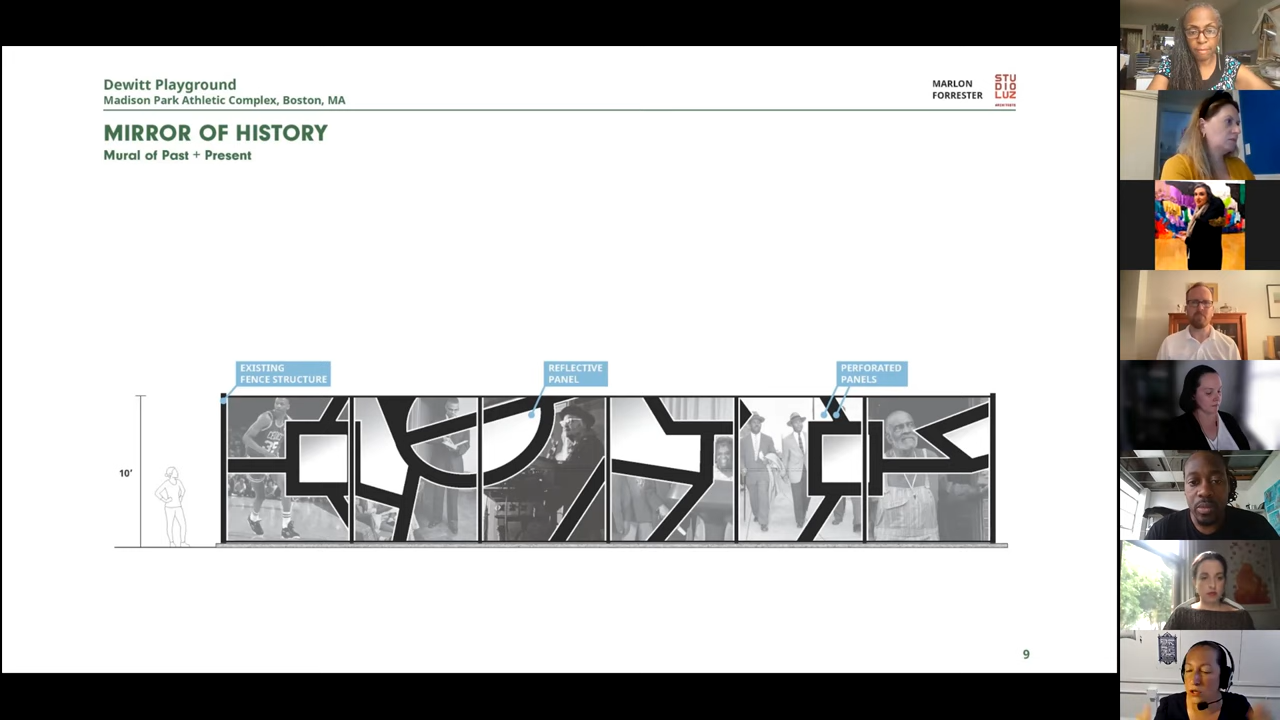 Dewitt Playground
Madison Park Athletic Complex, Boston, MA
MARLON
FORRESTER
STU
DIO
LUZ
ARCHITECTS
MIRROR OF HISTORY
Mural of Past + Present
EXISTING
FENCE STRUCTURE
REFLECTIVE
PANEL
PERFORATED
PANELS
10'
9